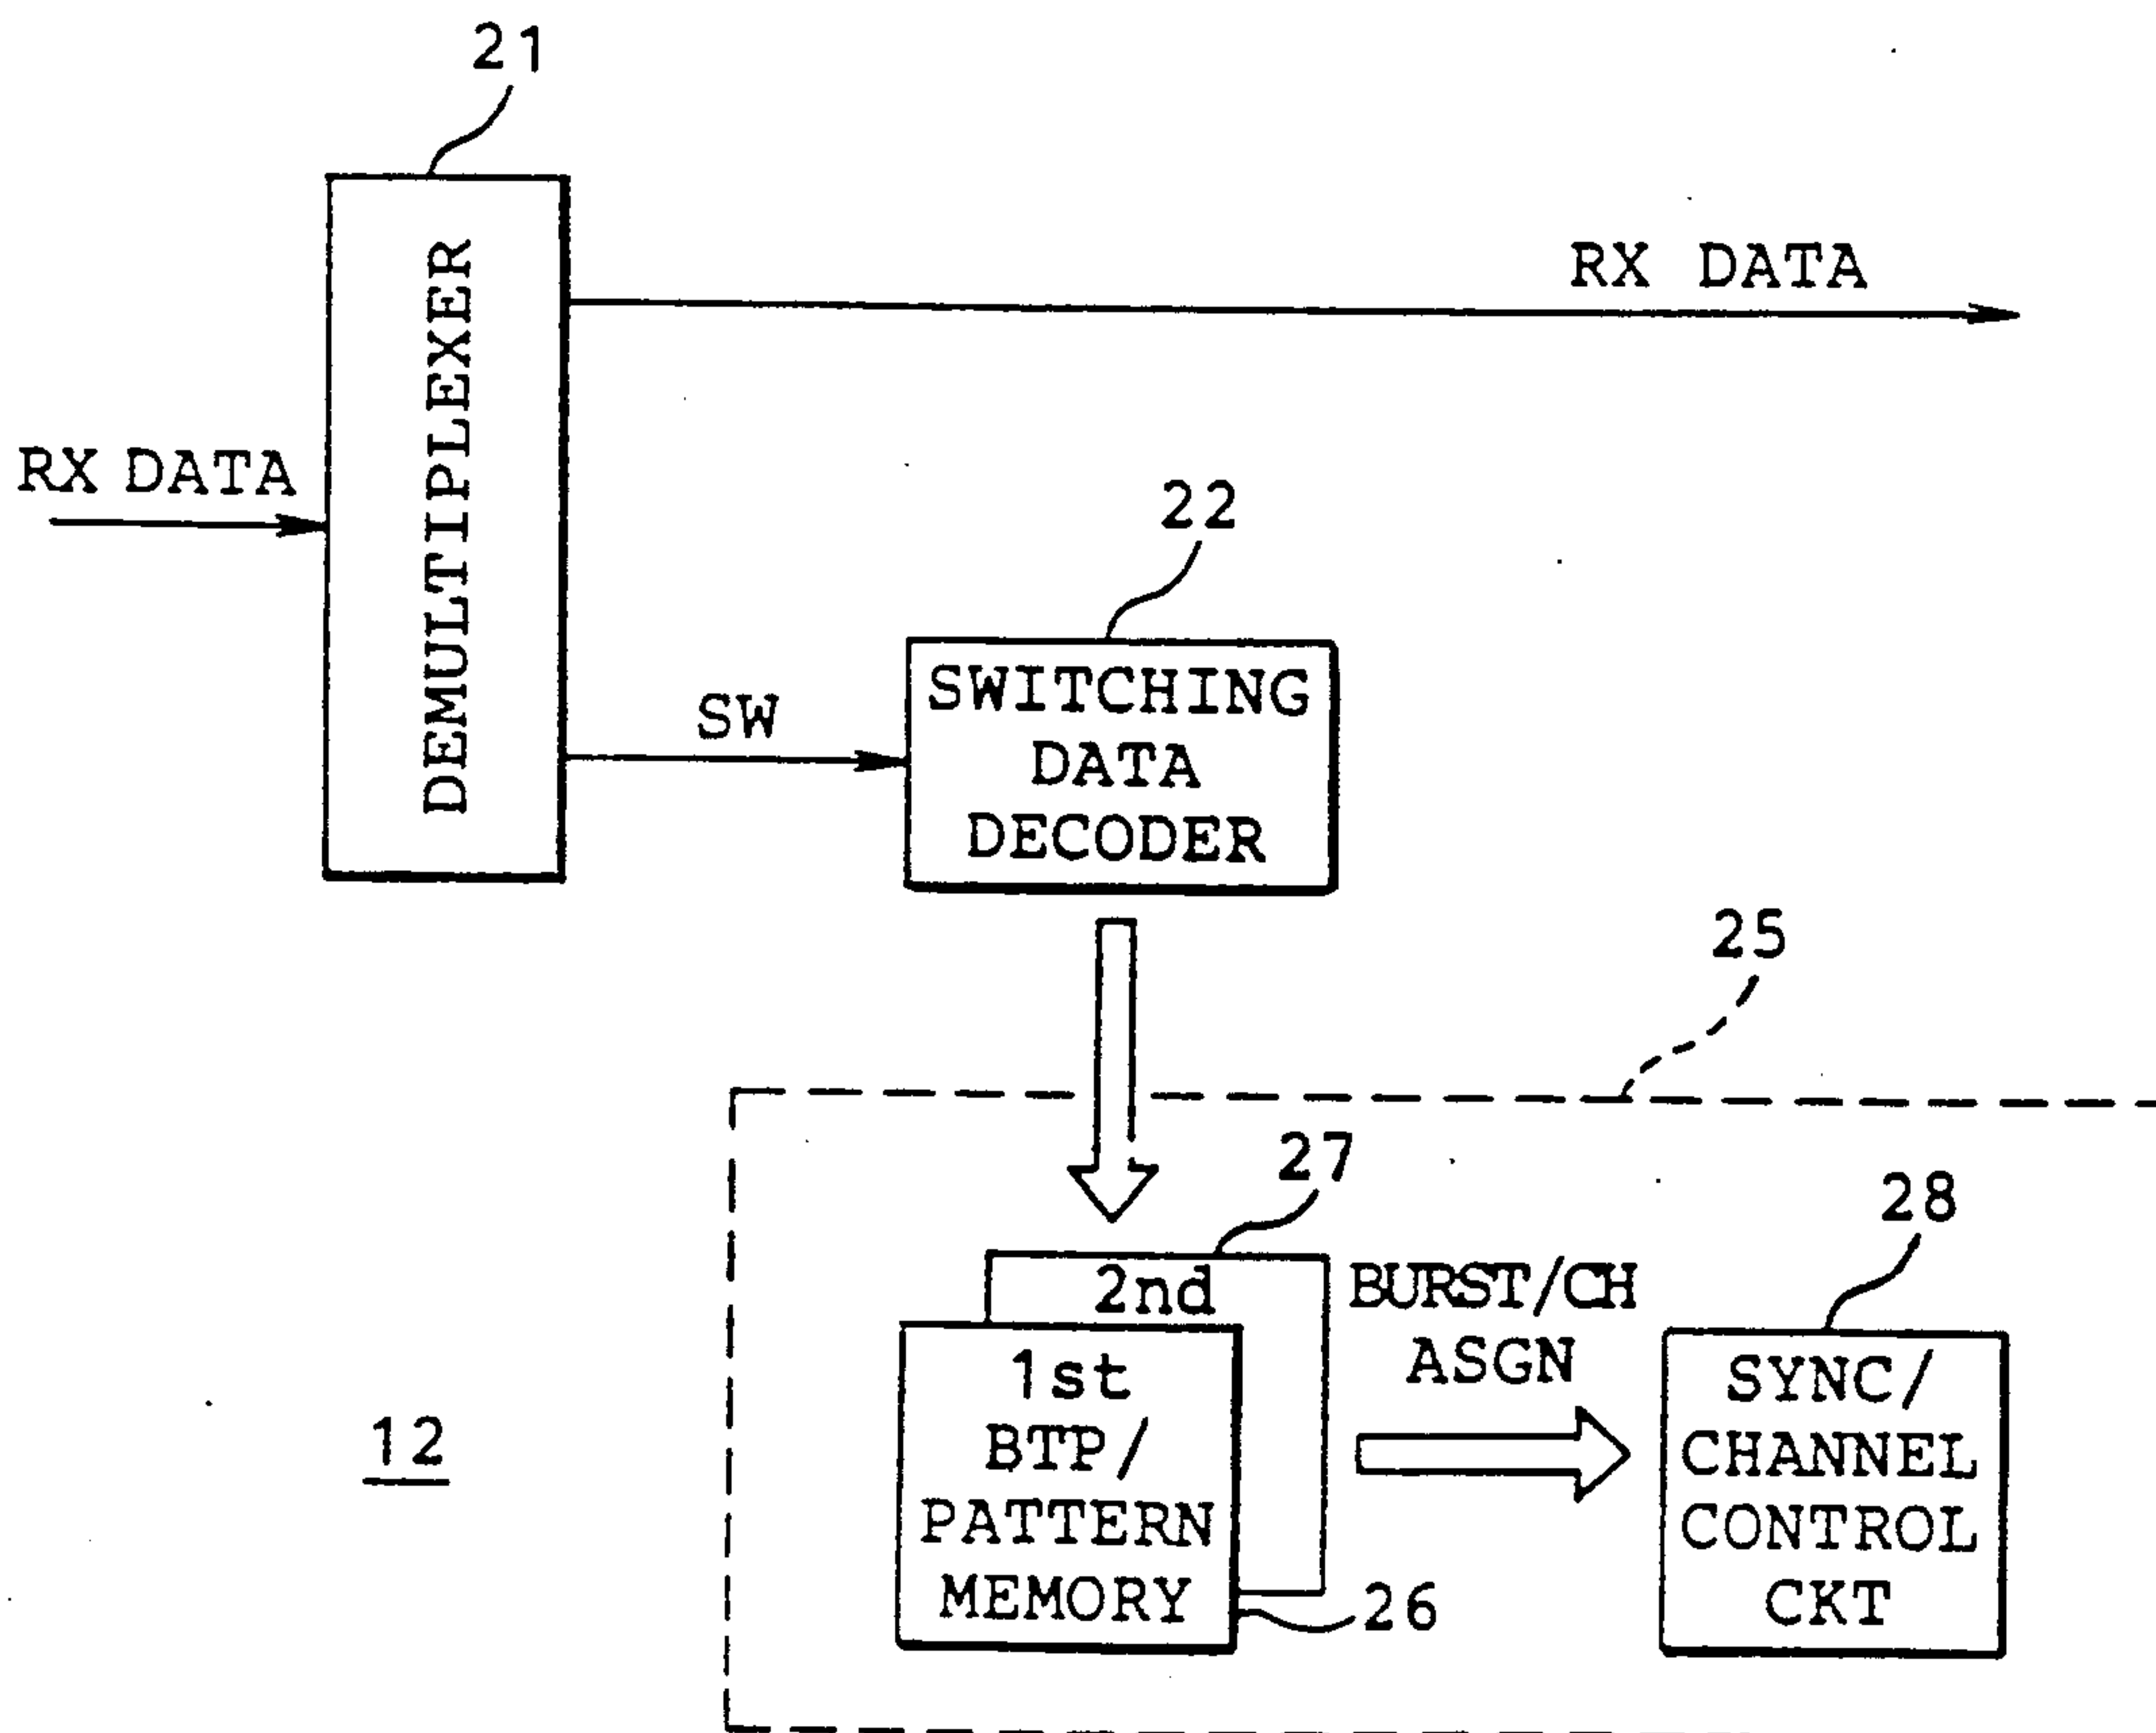 21
DEMULTIPLEXER
RX DATA
RX DATA
22
SW
SWITCHING
DATA
DECODER
25
27
28
2nd
BURST/CH
ASGN
1st
BTP/
PATTERN
MEMORY
26
SYNC/
CHANNEL
CONTROL
CKT
12